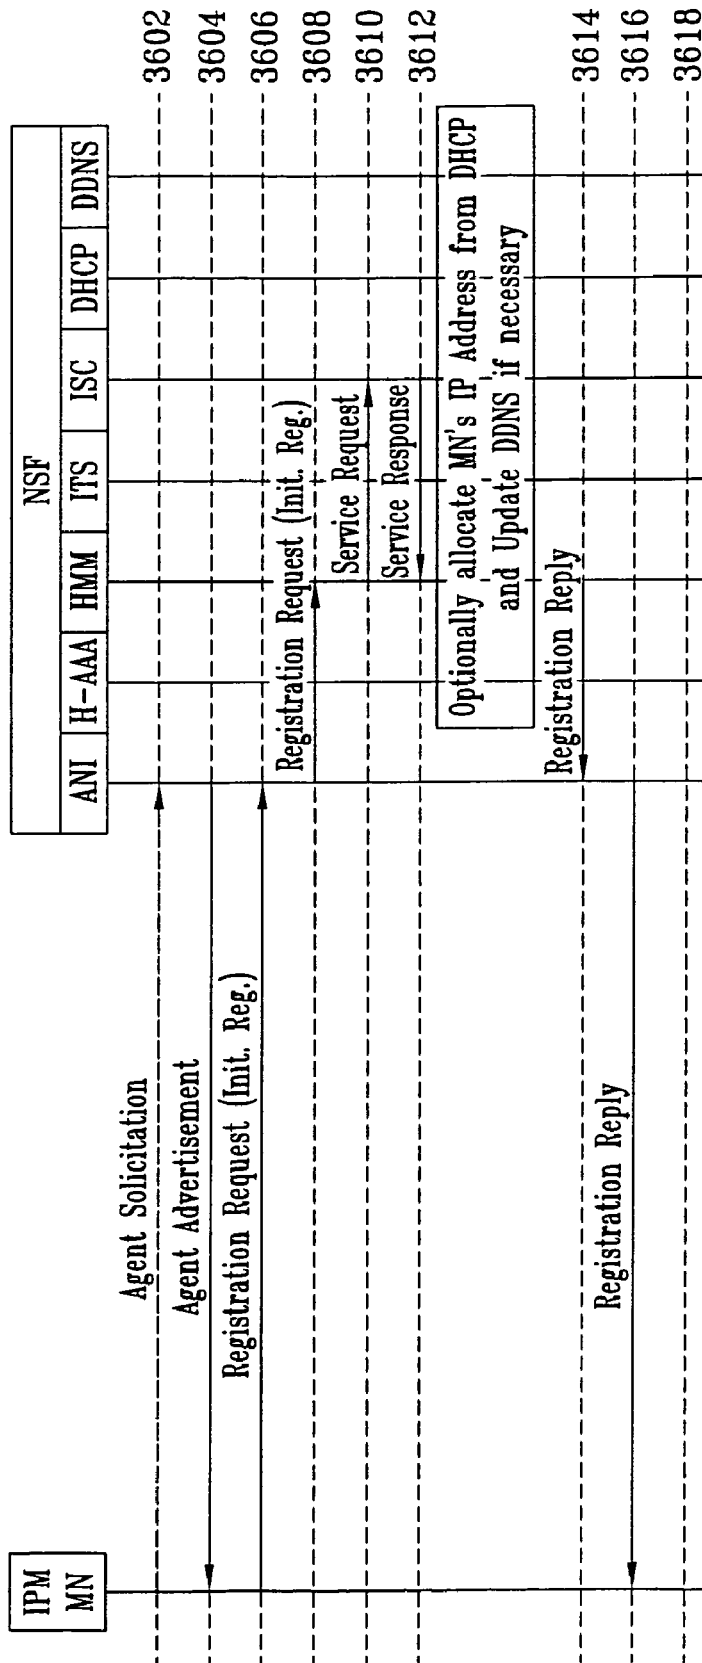 IPM
MN
NSF
ANI
H-AAA
HMM
ITS
ISC
DHCP
DDNS
Agent Solicitation
3602
Agent Advertisement
3604
Registration Request (Init. Reg.)
3606
Registration Request (Init. Reg.)
3608
Service Request
3610
Service Response
3612
Optionally allocate MN's IP Address from DHCP
and Update DDNS if necessary
Registration Reply
3614
Registration Reply
3616
3618